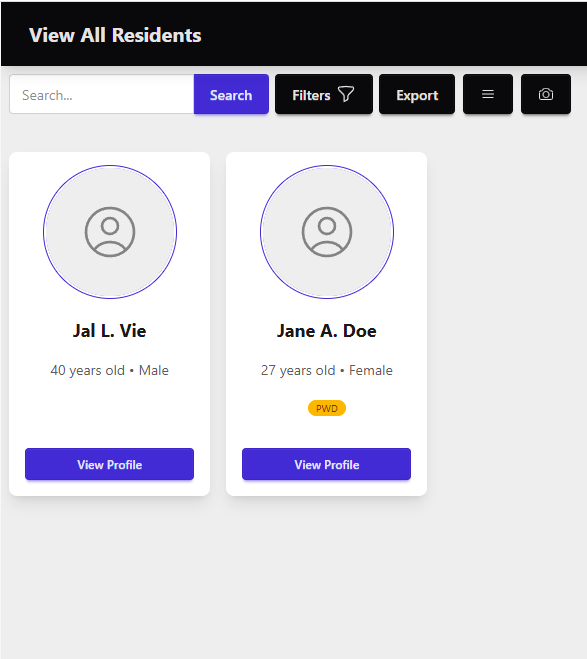 View All Residents
Search...
Search
Filters
Export
Jal L. Vie
40 years old • Male
View Profile
Jane A. Doe
27 years old • Female
PWD
View Profile